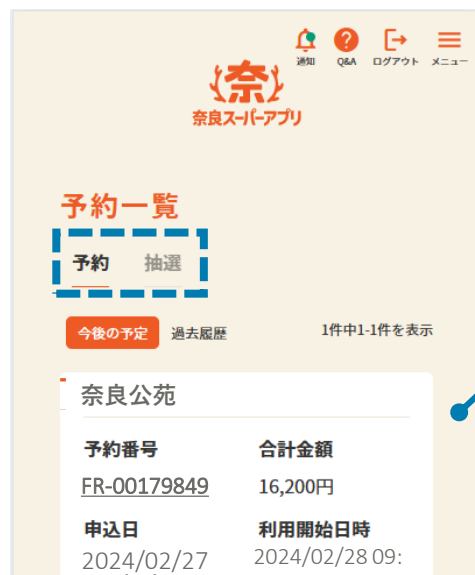 通知 Q&A ログアウト メニュー
奈
奈良スーパーアプリ
予約一覧
予約 抽選
今後の予定 過去履歴 1件中1-1件を表示
奈良公苑
予約番号 合計金額
FR-00179849 16,200円
申込日 利用開始日時
2024/02/27 2024/02/28 09: